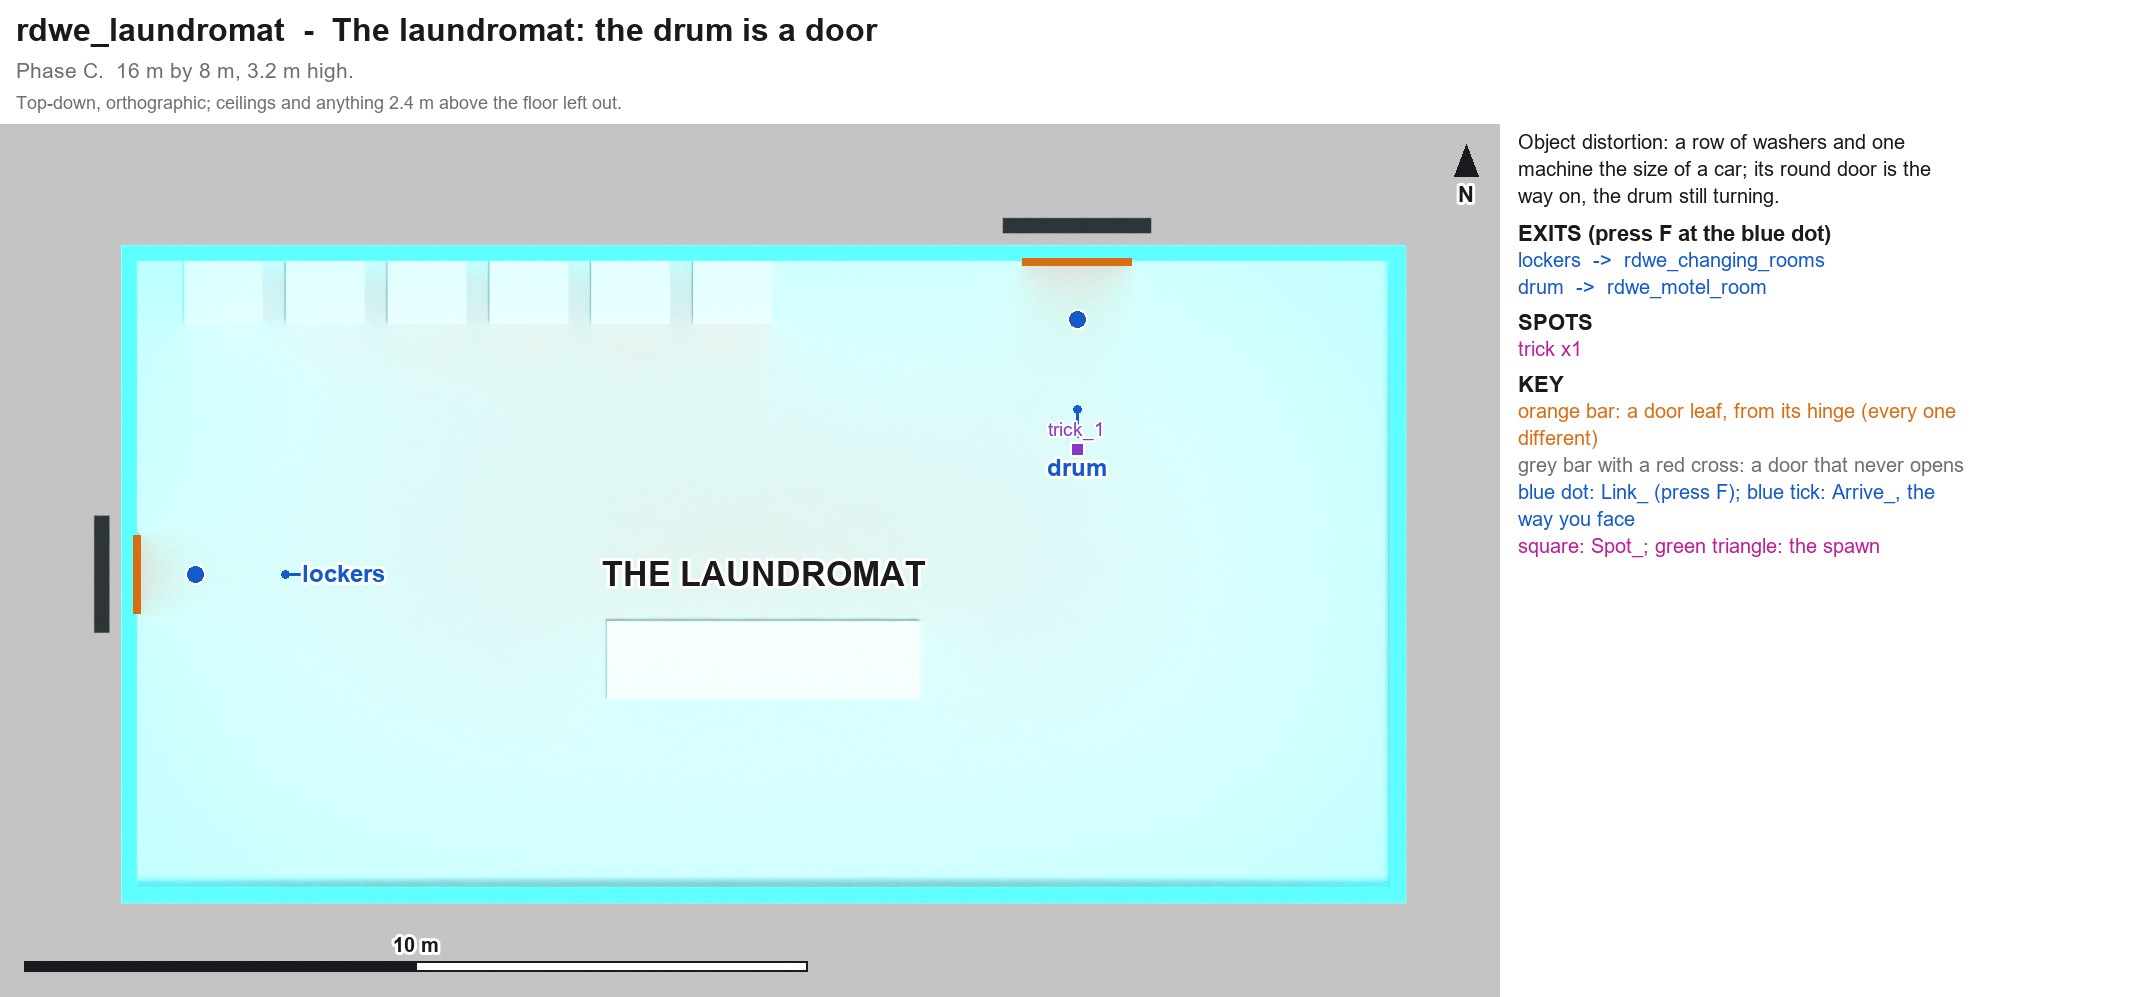 rdwe_laundromat  -  The laundromat: the drum is a door
Phase C.  16 m by 8 m, 3.2 m high.
Top-down, orthographic; ceilings and anything 2.4 m above the floor left out.
N
trick_1
drum
lockers
THE LAUNDROMAT
10 m
Object distortion: a row of washers and one
machine the size of a car; its round door is the
way on, the drum still turning.
EXITS (press F at the blue dot)
lockers  ->  rdwe_changing_rooms
drum  ->  rdwe_motel_room
SPOTS
trick x1
KEY
orange bar: a door leaf, from its hinge (every one
different)
grey bar with a red cross: a door that never opens
blue dot: Link_ (press F); blue tick: Arrive_, the
way you face
square: Spot_; green triangle: the spawn